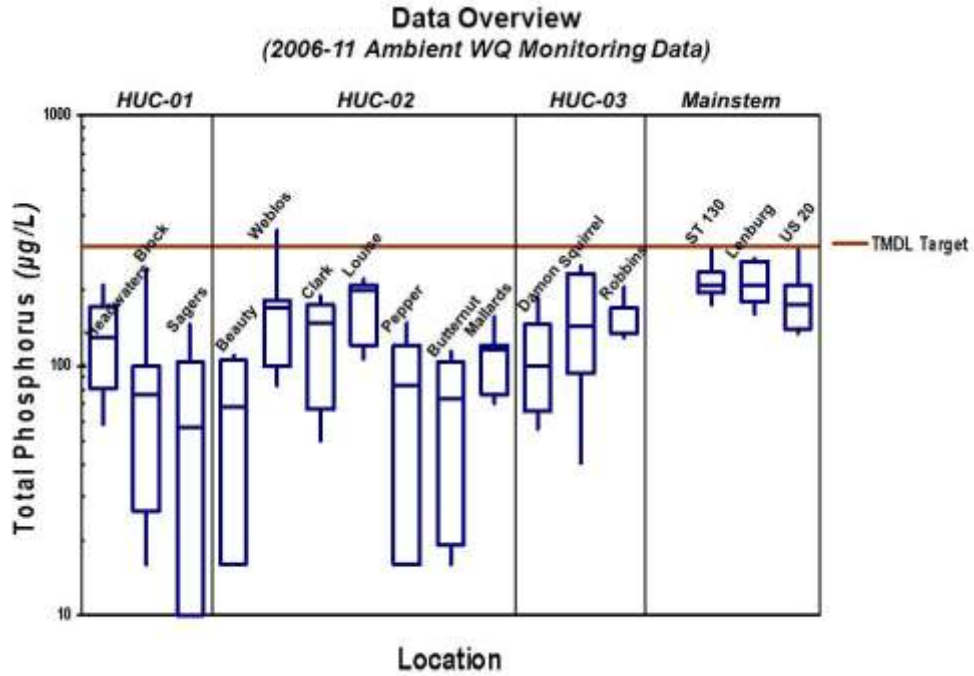 Data Overview
(2006-11 Ambient WQ Monitoring Data)
HUC-01 HUC-02 HUC-03 Mainstem
1000
100
10
Total Phosphorus (µg/L)
Headwaters
Brock
Sagers
Beauty
Weblos
Clark
Louise
Pepper
Butternut
Mallards
Damon
Squirrel
Robbins
ST 130
Lenburg
US 20
TMDL Target
Location